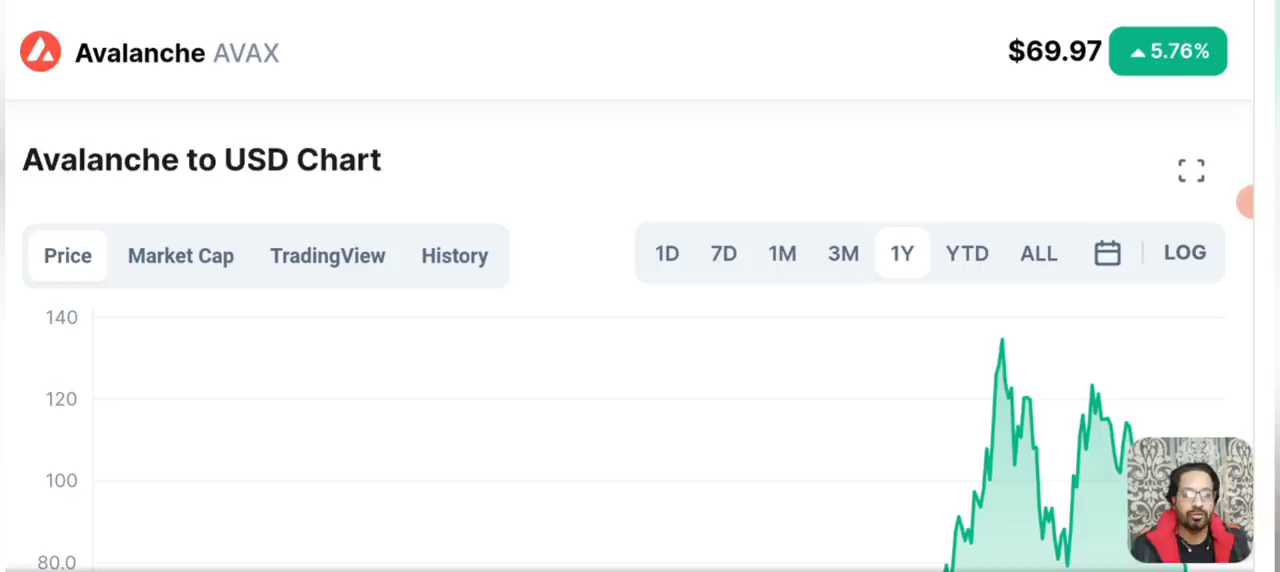 Avalanche AVAX
$69.97 5.76%
Avalanche to USD Chart
Price Market Cap TradingView History
1D 7D 1M 3M 1Y YTD ALL LOG
140
120
100
80.0